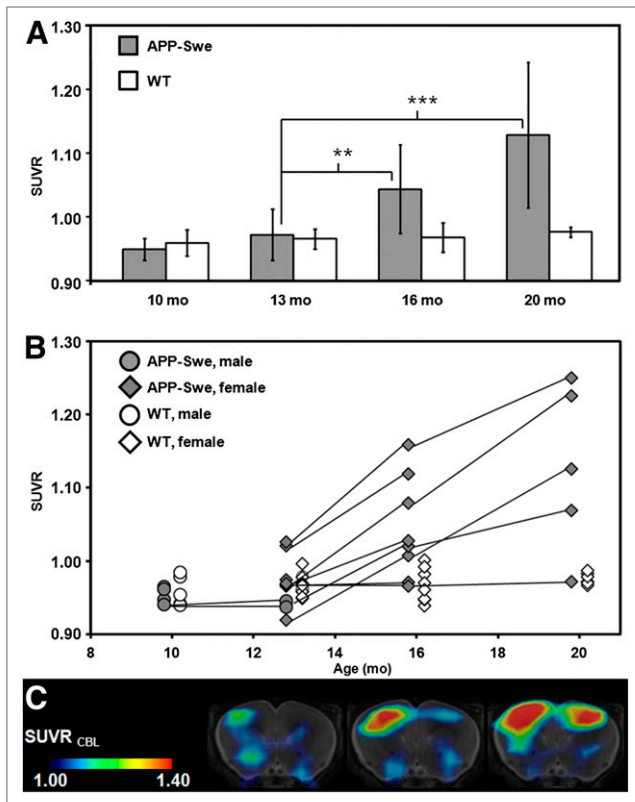 A
1.30
1.20
1.10
1.00
0.90
SUVR
APP-Swe
WT
**
***
10 mo
13 mo
16 mo
20 mo
B
1.30
1.20
1.10
1.00
0.90
SUVR
APP-Swe, male
APP-Swe, female
WT, male
WT, female
8
10
12
14
16
18
20
Age (mo)
C
SUVR CBL
1.00
1.40